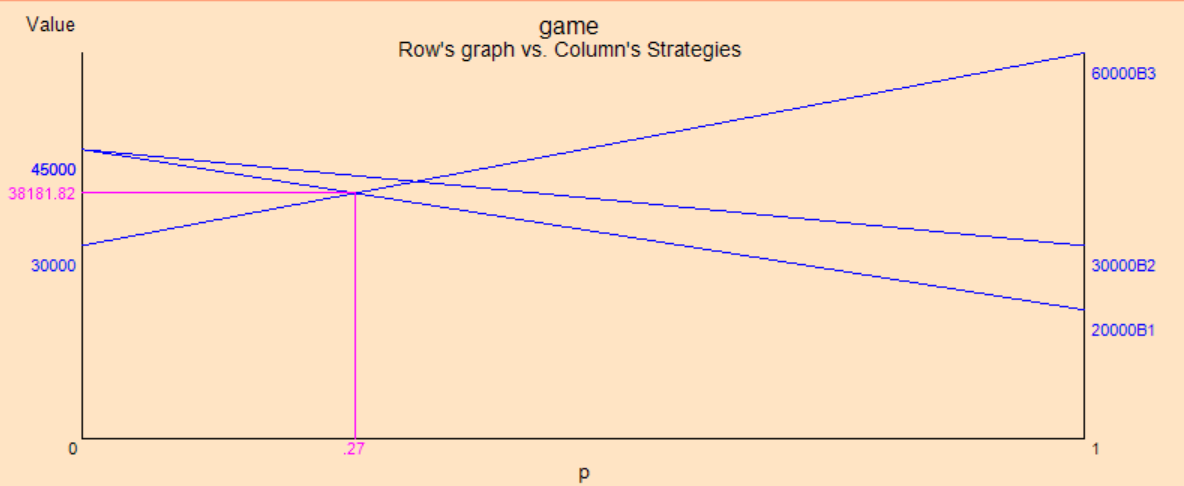 Value
game
Row's graph vs. Column's Strategies
60000B3
45000
38181.82
30000
30000B2
20000B1
0
.27
1
p